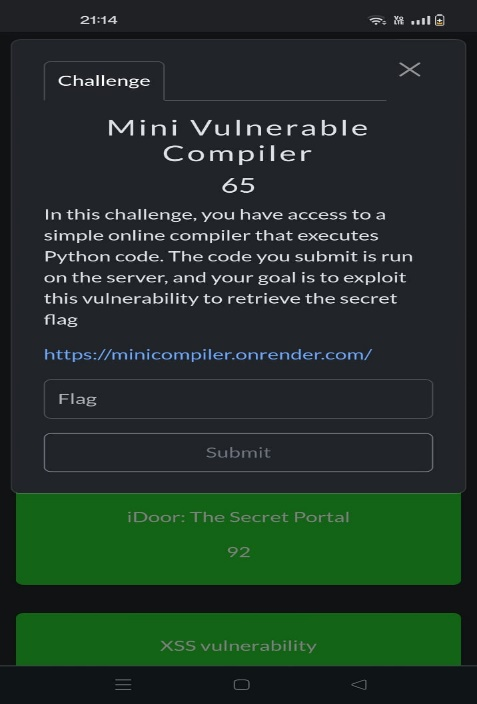 21:14
Challenge
Mini Vulnerable
Compiler
65
In this challenge, you have access to a
simple online compiler that executes
Python code. The code you submit is run
on the server, and your goal is to exploit
this vulnerability to retrieve the secret
flag
https://minicompiler.onrender.com/
Flag
Submit
iDoor: The Secret Portal
92
XSS vulnerability